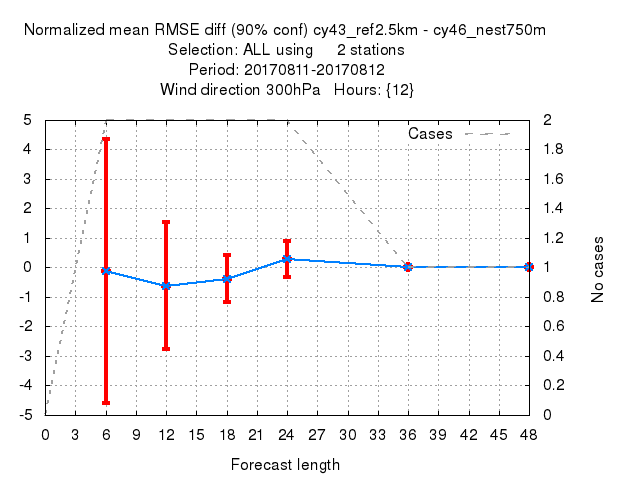 Normalized mean RMSE diff (90% conf) cy43_ref2.5km - cy46_nest750m
Selection: ALL using 2 stations
Period: 20170811-20170812
Wind direction 300hPa Hours: {12}
Cases
5
4
3
2
1
0
-1
-2
-3
-4
-5
2
1.8
1.6
1.4
1.2
1
0.8
0.6
0.4
0.2
0
No cases
0 3 6 9 12 15 18 21 24 27 30 33 36 39 42 45 48
Forecast length